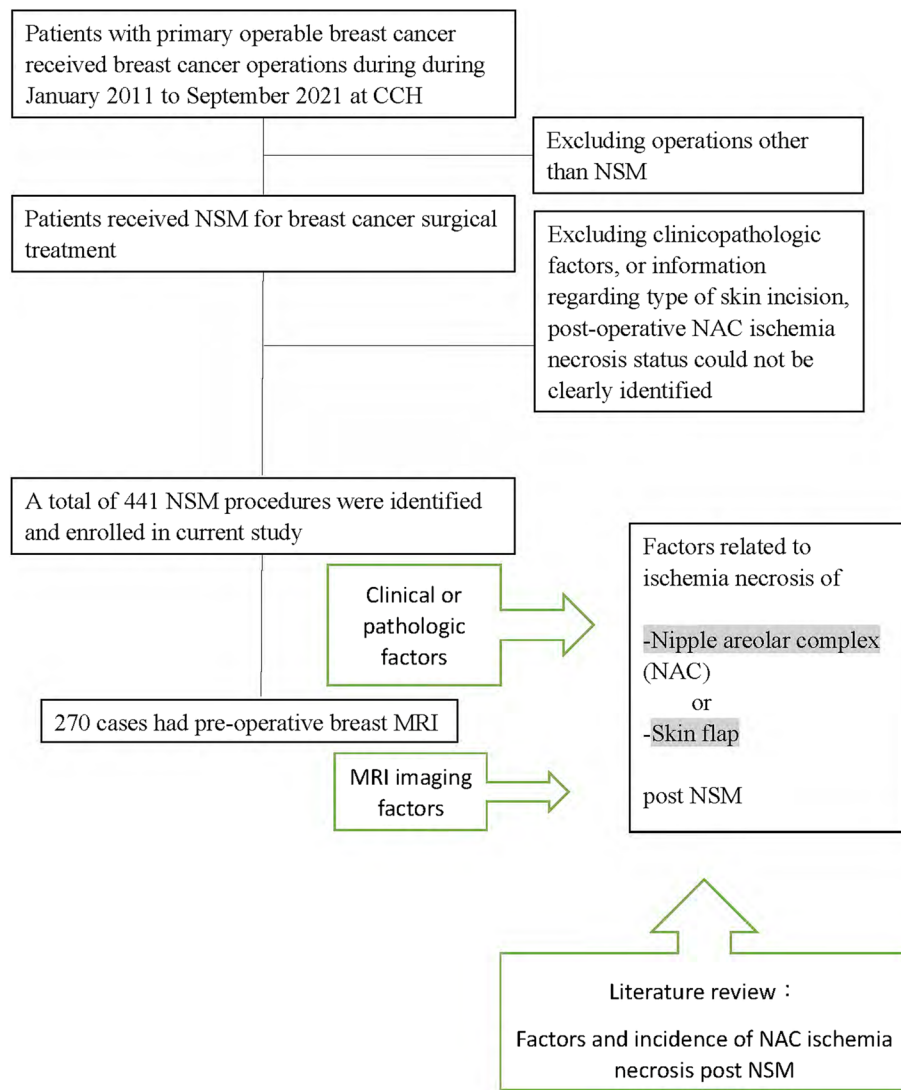 Patients with primary operable breast cancer
received breast cancer operations during during
January 2011 to September 2021 at CCH
Excluding operations other
than NSM
Patients received NSM for breast cancer surgical
treatment
Excluding clinicopathologic
factors, or information
regarding type of skin incision,
post-operative NAC ischemia
necrosis status could not be
clearly identified
A total of 441 NSM procedures were identified
and enrolled in current study
Clinical or
pathologic
factors
270 cases had pre-operative breast MRI
MRI imaging
factors
Factors related to
ischemia necrosis of
-Nipple areolar complex
(NAC)
or
-Skin flap
post NSM
Literature review：
Factors and incidence of NAC ischemia
necrosis post NSM